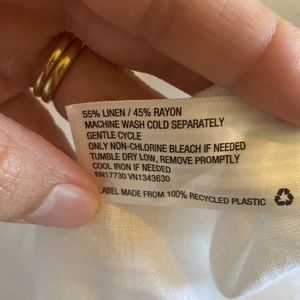 55% LINEN / 45% RAYON
MACHINE WASH COLD SEPARATELY
GENTLE CYCLE
ONLY NON-CHLORINE BLEACH IF NEEDED
TUMBLE DRY LOW, REMOVE PROMPTLY
COOL IRON IF NEEDED
RN17730 VN1343630
LABEL MADE FROM 100% RECYCLED PLASTIC